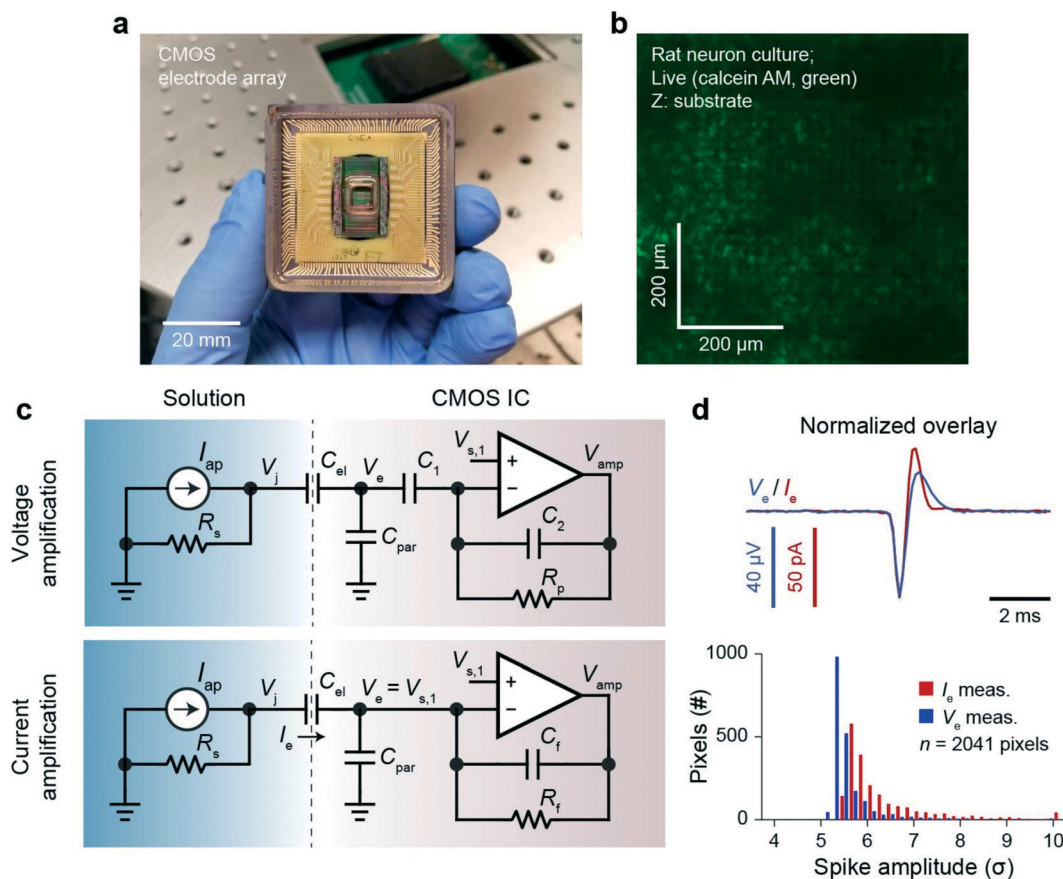 a
CMOS
electrode array
20 mm
b
Rat neuron culture;
Live (calcein AM, green)
Z: substrate
200 µm
200 µm
c
Solution
CMOS IC
Voltage
amplification
I_ap
V_j
C_el
V_e
C_1
V_s,1
V_amp
R_s
C_par
C_2
R_p
Current
amplification
I_ap
V_j
C_el
V_e = V_s,1
V_s,1
V_amp
R_s
I_e
C_par
C_f
R_f
d
Normalized overlay
V_e / I_e
40 µV
50 pA
2 ms
1000
500
0
Pixels (#)
I_e meas.
V_e meas.
n = 2041 pixels
4 5 6 7 8 9 10
Spike amplitude (σ)